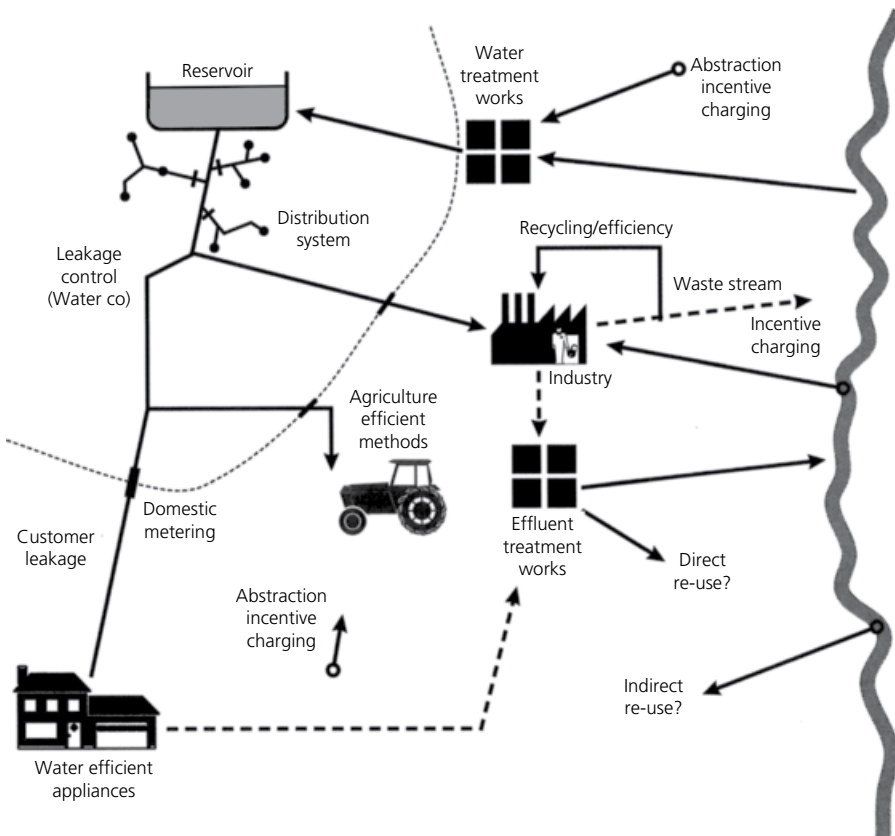 Reservoir
Water
treatment
works
Abstraction
incentive
charging
Distribution
system
Leakage
control
(Water co)
Recycling/efficiency
Waste stream
Incentive
charging
Industry
Agriculture
efficient
methods
Domestic
metering
Customer
leakage
Effluent
treatment
works
Direct
re-use?
Abstraction
incentive
charging
Indirect
re-use?
Water efficient
appliances